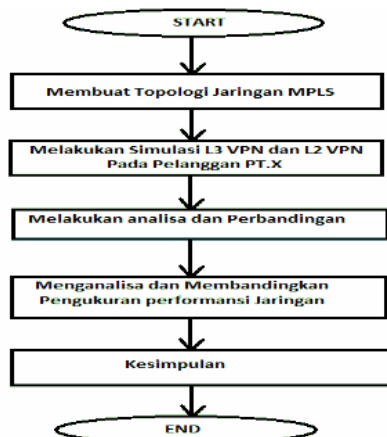 START
Membuat Topologi Jaringan MPLS
Melakukan Simulasi L3 VPN dan L2 VPN
Pada Pelanggan PT.X
Melakukan analisa dan Perbandingan
Menganalisa dan Membandingkan
Pengukuran performansi Jaringan
Kesimpulan
END